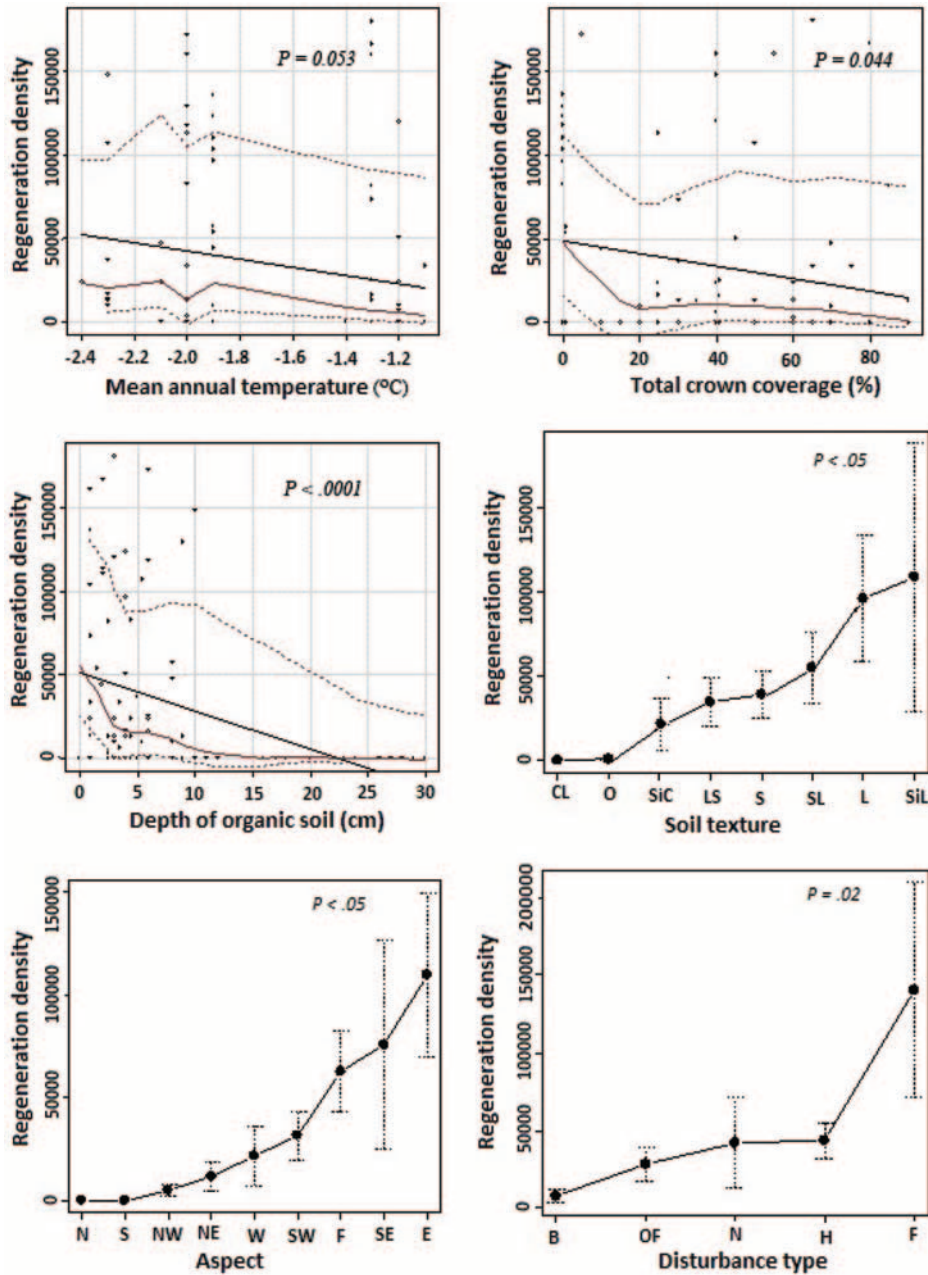 Regeneration density
150000
100000
50000
0
P = 0.053
-2.4 -2.2 -2.0 -1.8 -1.6 -1.4 -1.2
Mean annual temperature (°C)
Regeneration density
150000
100000
50000
0
P = 0.044
0 20 40 60 80
Total crown coverage (%)
Regeneration density
150000
100000
50000
0
P < .0001
0 5 10 15 20 25 30
Depth of organic soil (cm)
Regeneration density
150000
100000
50000
0
P < .05
CL O SiC LS S SL L SiL
Soil texture
Regeneration density
150000
100000
50000
0
P < .05
N S NW NE W SW F SE E
Aspect
Regeneration density
200000
150000
100000
50000
0
P = .02
B OF N H F
Disturbance type